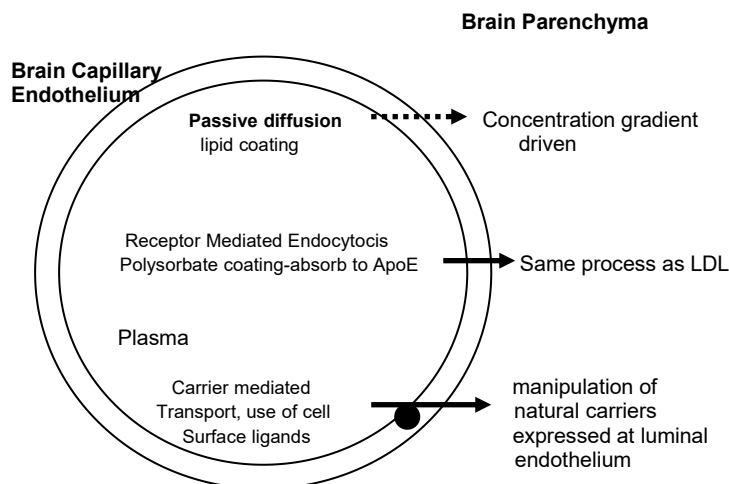 Brain Parenchyma
Brain Capillary
Endothelium
Passive diffusion
lipid coating
Concentration gradient
driven
Receptor Mediated Endocytocis
Polysorbate coating-absorb to ApoE
Same process as LDL
Plasma
Carrier mediated
Transport, use of cell
Surface ligands
manipulation of
natural carriers
expressed at luminal
endothelium